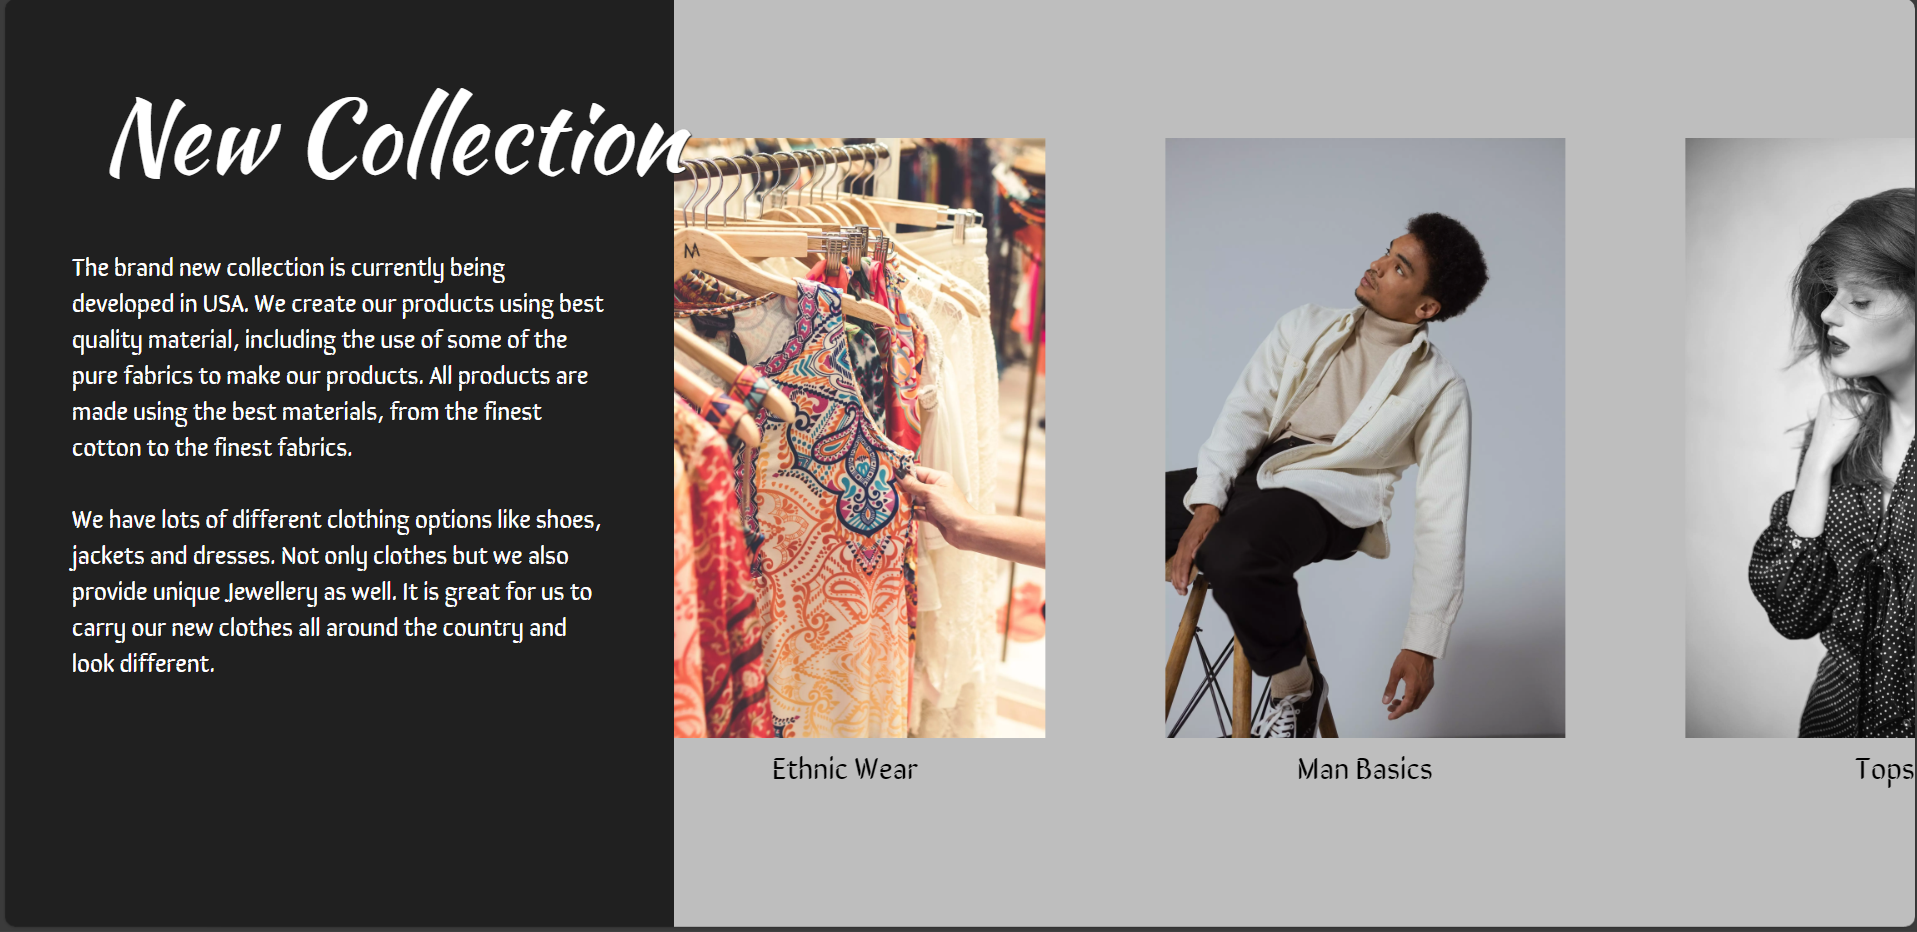 New Collection
The brand new collection is currently being
developed in USA. We create our products using best
quality material, including the use of some of the
pure fabrics to make our products. All products are
made using the best materials, from the finest
cotton to the finest fabrics.
We have lots of different clothing options like shoes,
jackets and dresses. Not only clothes but we also
provide unique Jewellery as well. It is great for us to
carry our new clothes all around the country and
look different.
M
Ethnic Wear
Man Basics
Tops